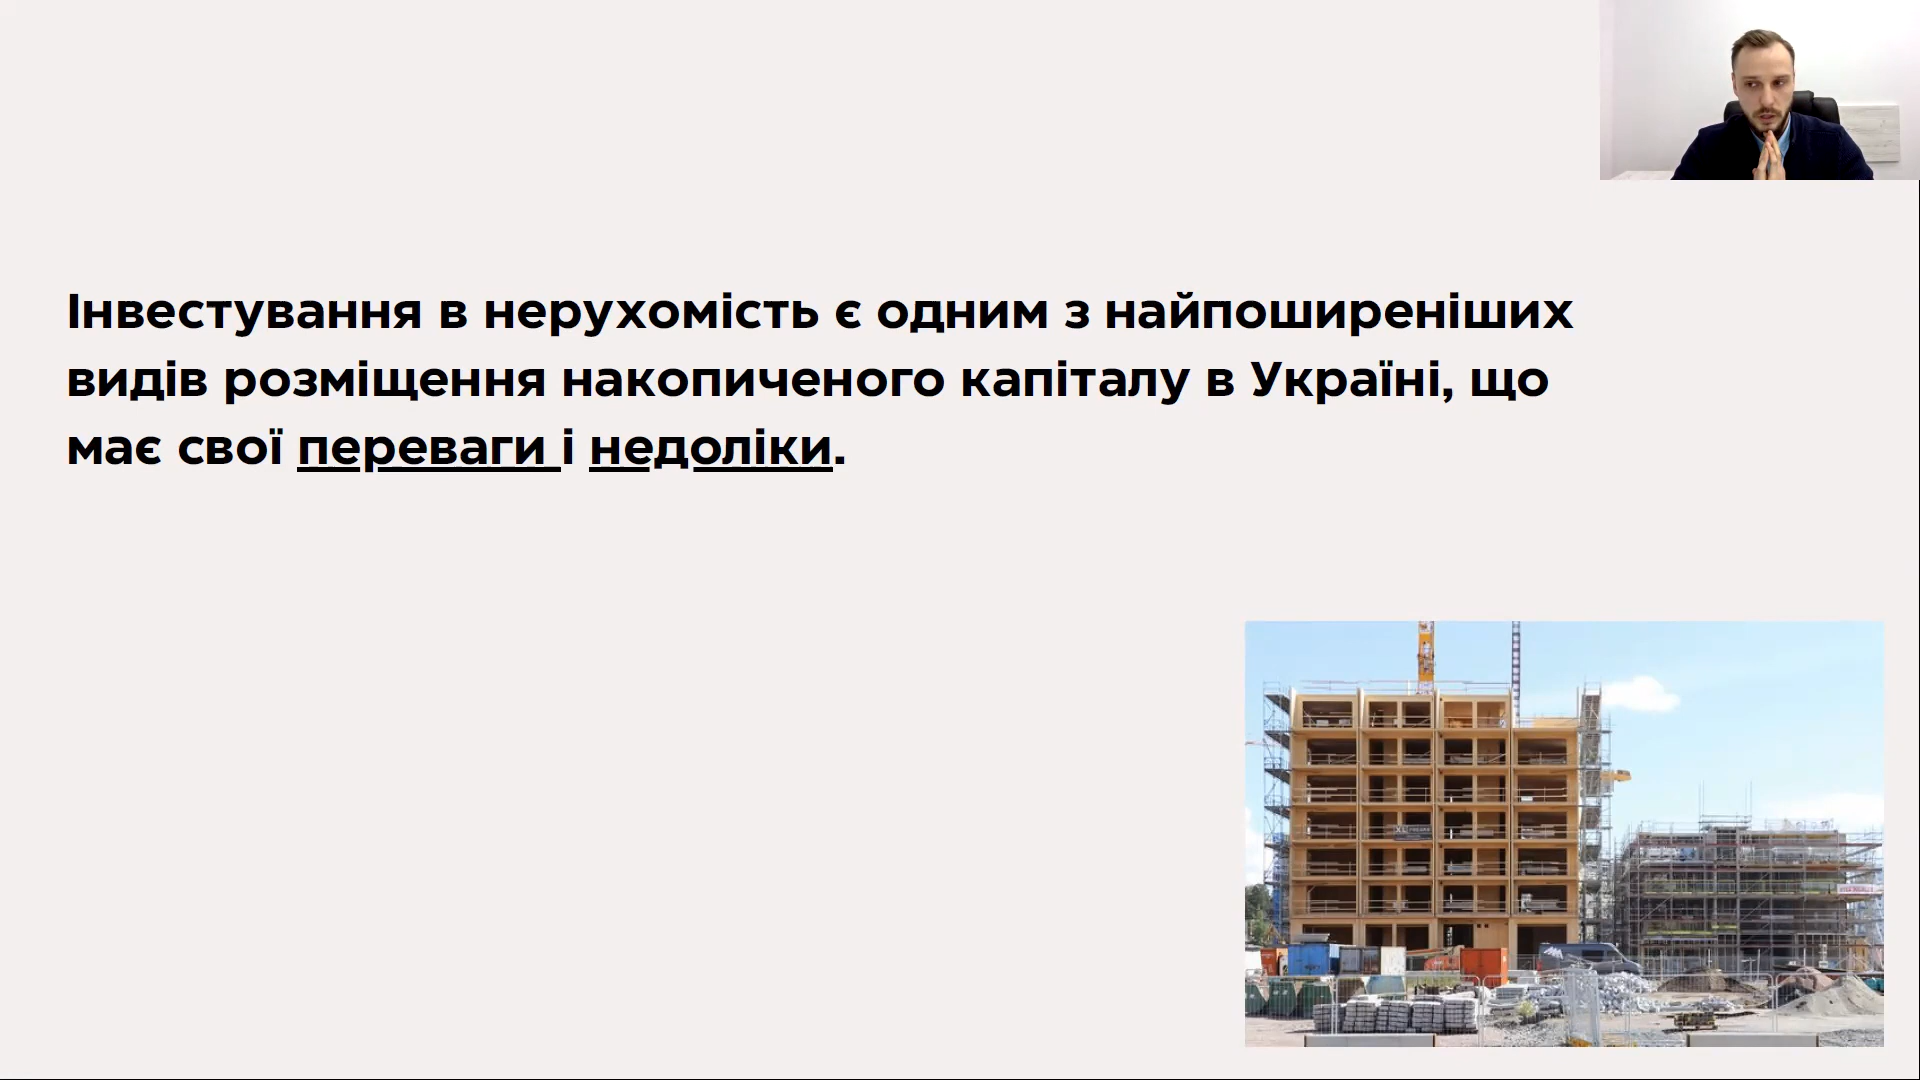 Інвестування в нерухомість є одним з найпоширеніших
видів розміщення накопиченого капіталу в Україні, що
має свої переваги і недоліки.